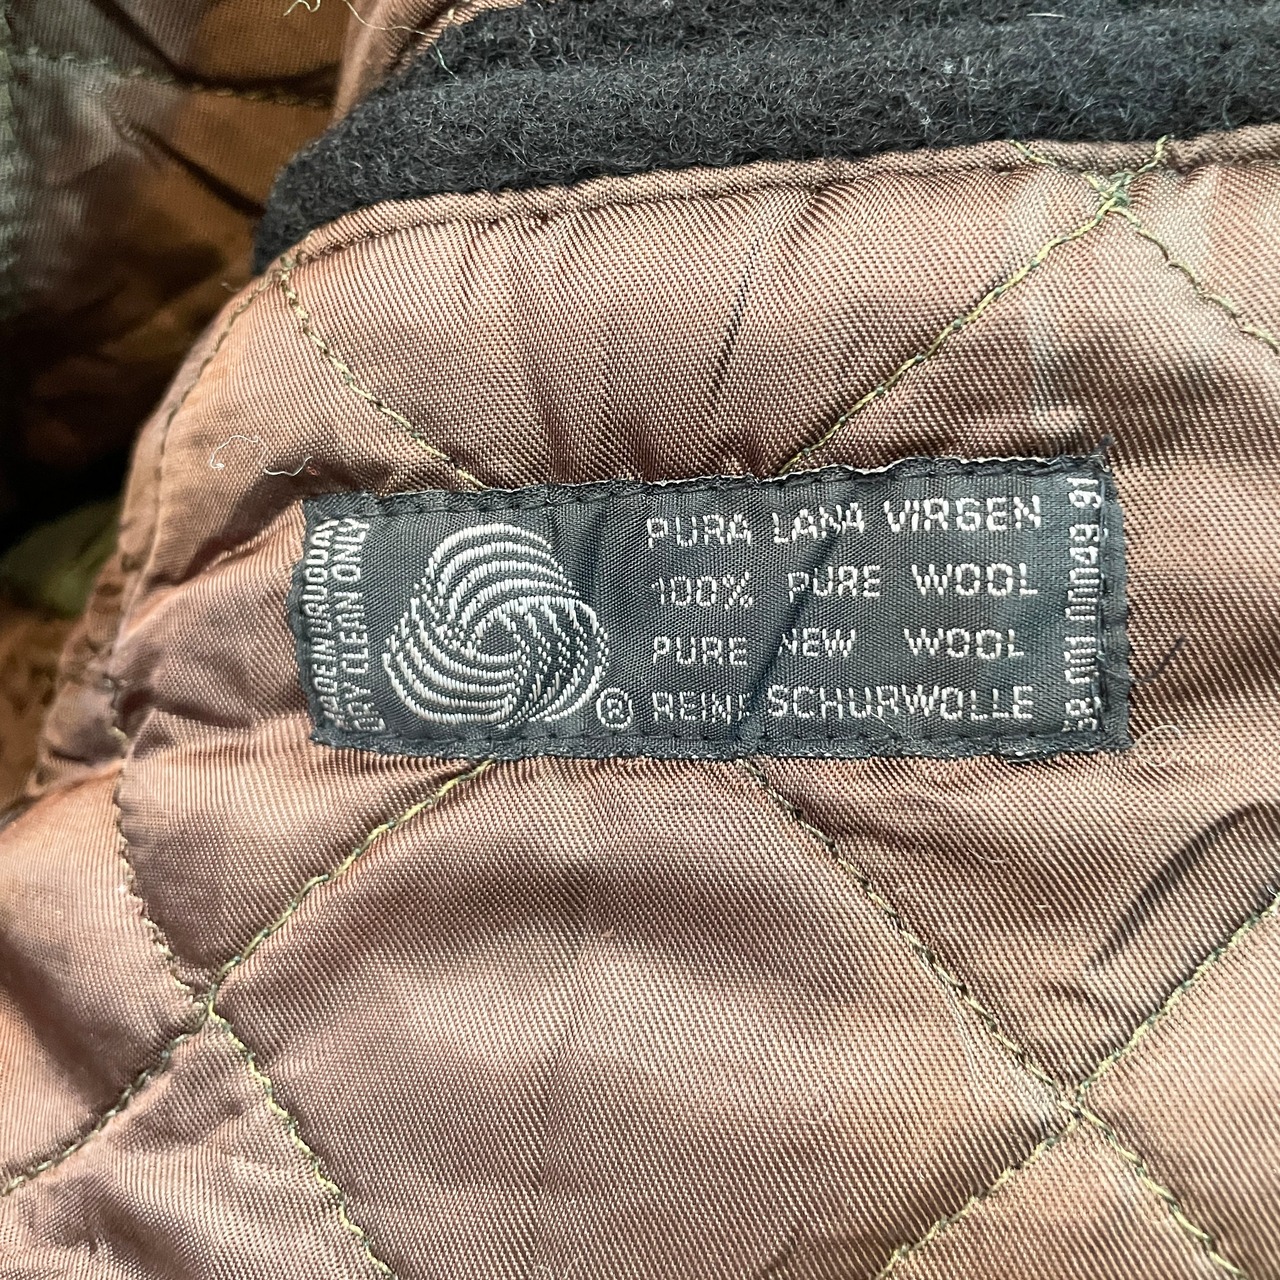 MADE IN URUGUAY
DRY CLEAN ONLY
®
PURA LANA VIRGEN
100% PURE WOOL
PURE NEW WOOL
REINE SCHURWOLLE